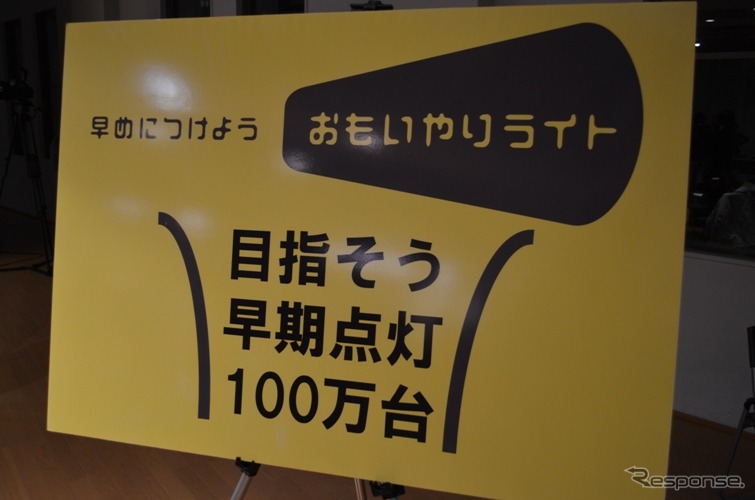 早めにつけよう
おもいやりライト
目指そう
早期点灯
100万台
Response.